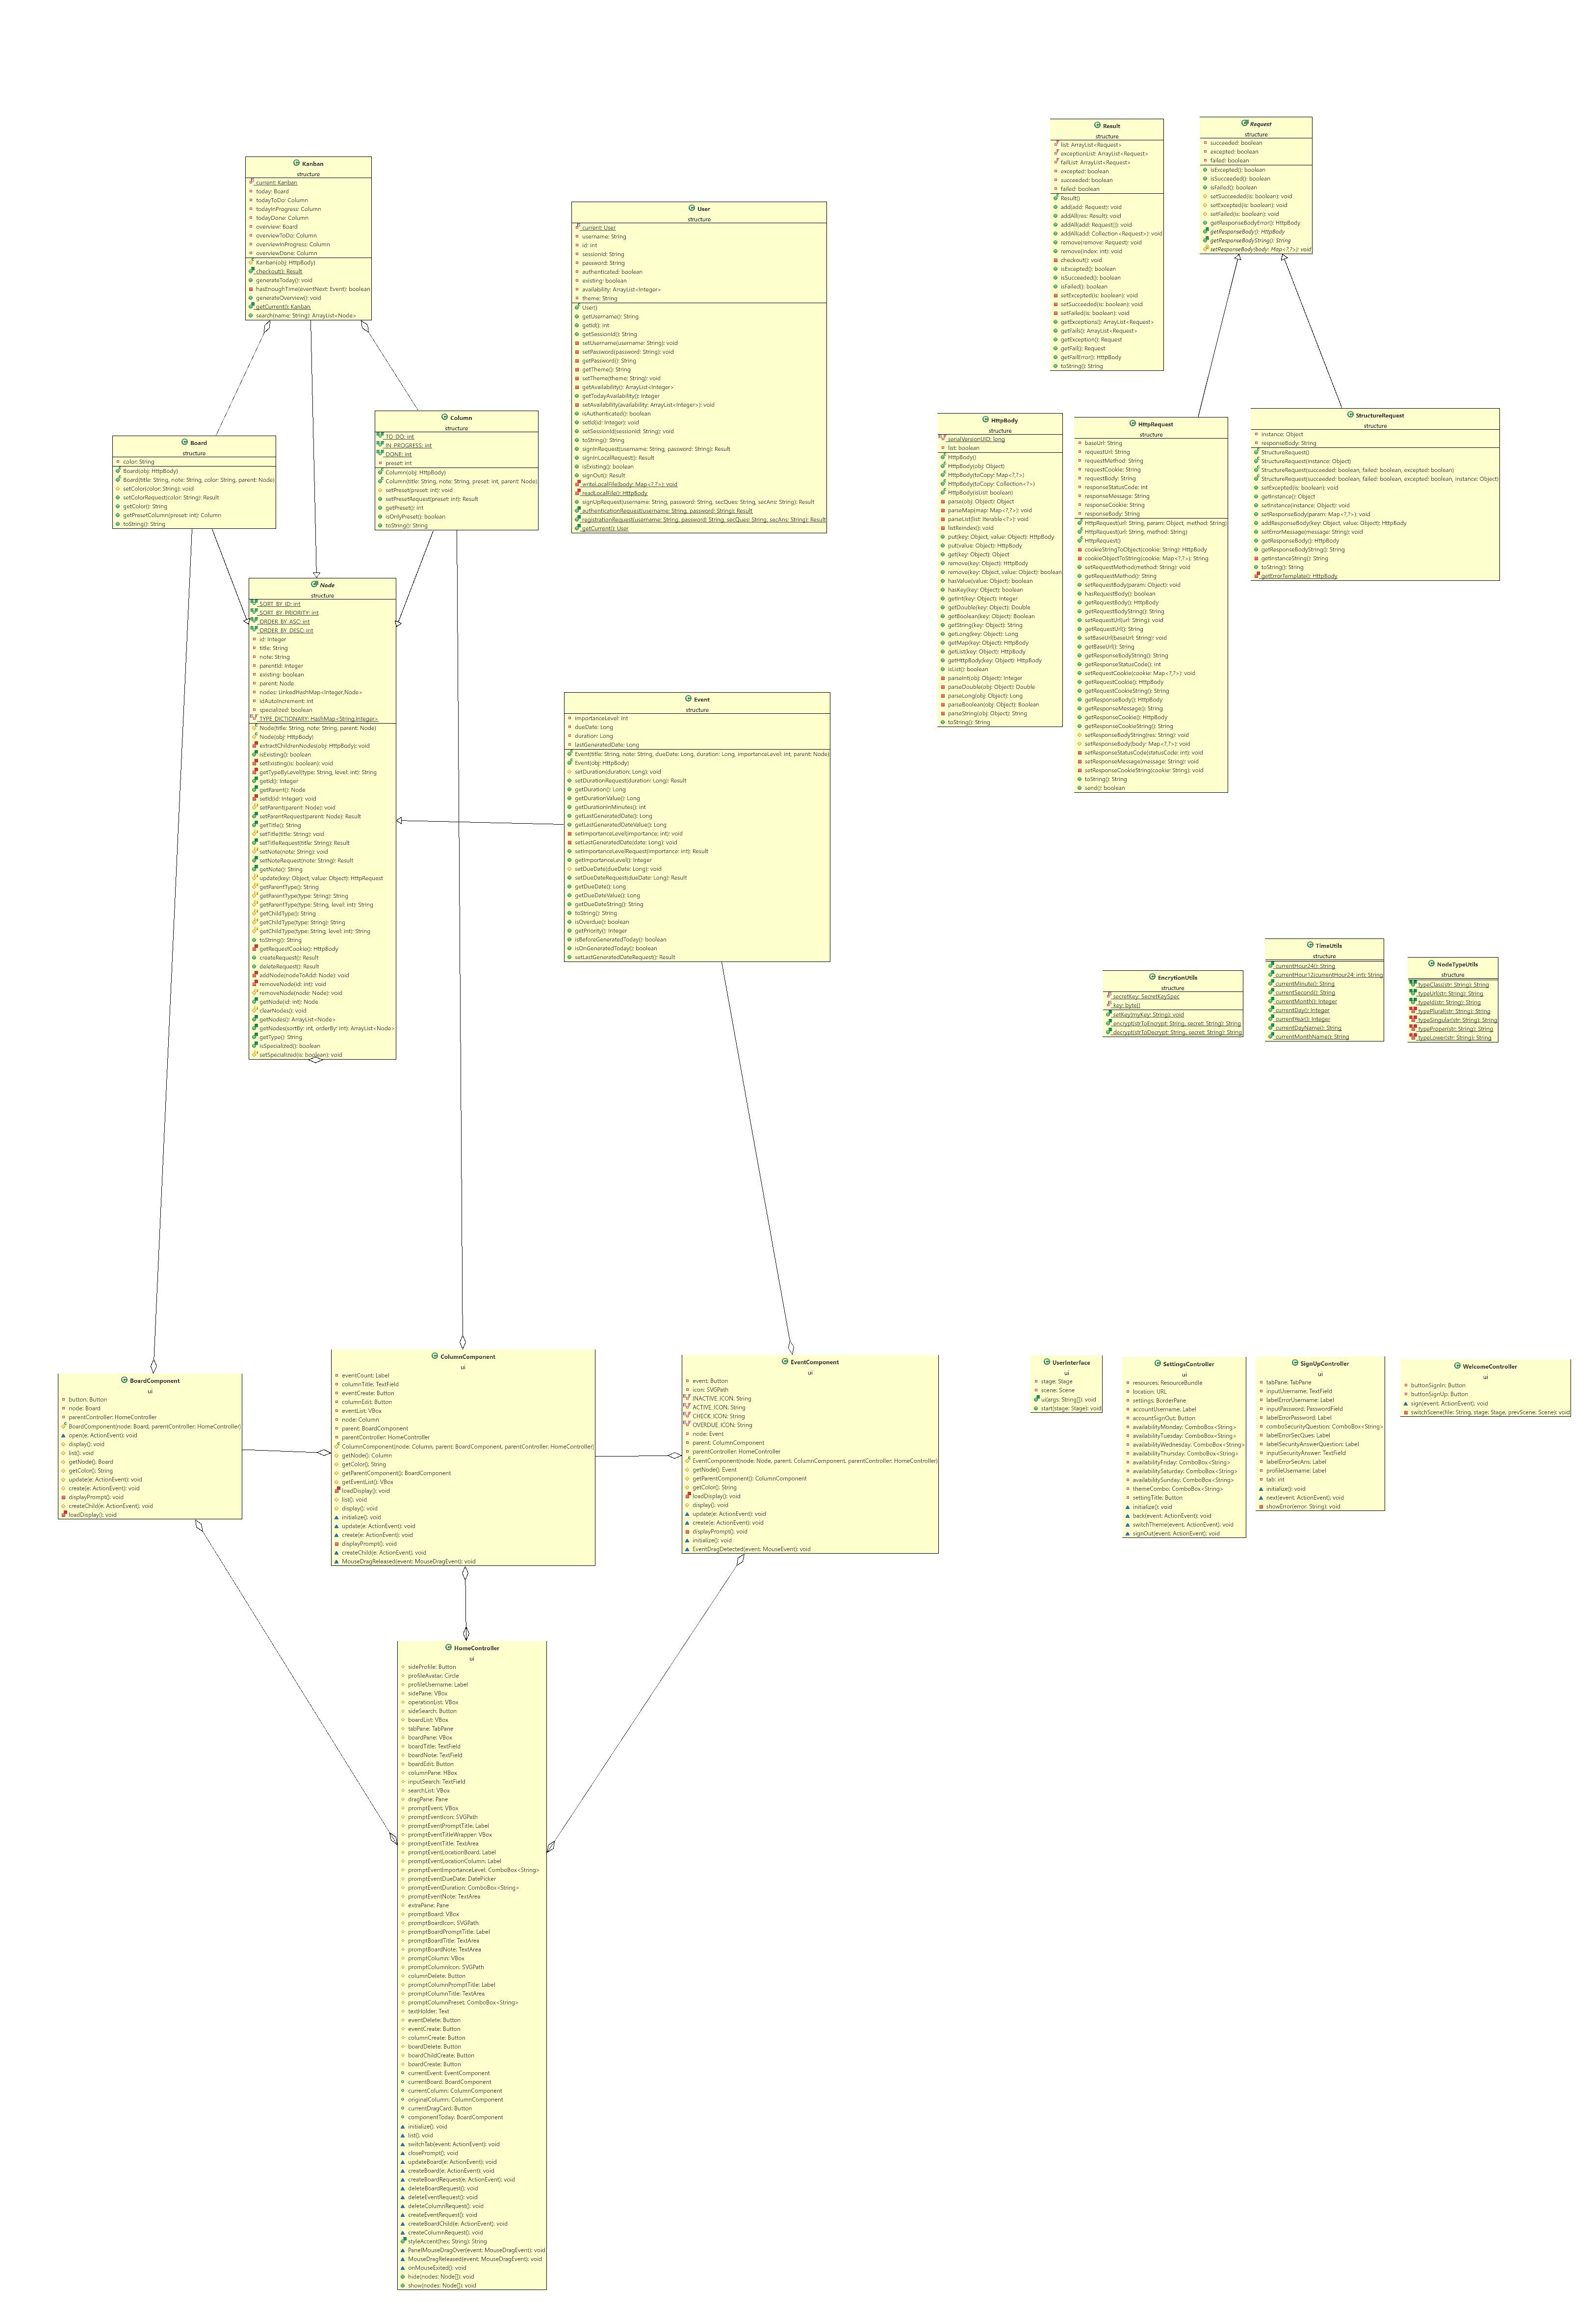 Kanban
structure
current: Kanban
today: Board
todayToDo: Column
todayInProgress: Column
todayDone: Column
overview: Board
overviewToDo: Column
overviewInProgress: Column
overviewDone: Column
Kanban(obj: HttpBody)
checkout(): Result
generateToday(): void
hasEnoughTime(eventNext: Event): boolean
generateOverview(): void
getCurrent(): Kanban
search(name: String): ArrayList<Node>
User
structure
current: User
username: String
id: int
sessionId: String
password: String
authenticated: boolean
existing: boolean
availability: ArrayList<Integer>
theme: String
User()
getUsername(): String
getId(): int
getSessionId(): String
setUsername(username: String): void
setPassword(password: String): void
getPassword(): String
getTheme(): String
setTheme(theme: String): void
getAvailability(): ArrayList<Integer>
getTodayAvailability(): Integer
setAvailability(availability: ArrayList<Integer>): void
isAuthenticated(): boolean
setId(id: Integer): void
setSessionId(sessionId: String): void
toString(): String
signInRequest(username: String, password: String): Result
signInLocalRequest(): Result
isExisting(): boolean
signOut(): Result
writeLocalFile(body: Map<?,?>): void
readLocalFile(): HttpBody
signUpRequest(username: String, password: String, secQues: String, secAns: String): Result
authenticationRequest(username: String, password: String): Result
registrationRequest(username: String, password: String, secQues: String, secAns: String): Result
getCurrent(): User
Result
structure
list: ArrayList<Request>
exceptionList: ArrayList<Request>
failList: ArrayList<Request>
excepted: boolean
succeeded: boolean
failed: boolean
Result()
add(add: Request): void
addAll(res: Result): void
addAll(add: Request[]): void
addAll(add: Collection<Request>): void
remove(remove: Request): void
remove(index: int): void
checkout(): void
isExcepted(): boolean
isSucceeded(): boolean
isFailed(): boolean
setExcepted(is: boolean): void
setSucceeded(is: boolean): void
setFailed(is: boolean): void
getExceptions(): ArrayList<Request>
getFails(): ArrayList<Request>
getException(): Request
getFail(): Request
getFailError(): HttpBody
toString(): String
Request
structure
succeeded: boolean
excepted: boolean
failed: boolean
isExcepted(): boolean
isSucceeded(): boolean
isFailed(): boolean
setSucceeded(is: boolean): void
setExcepted(is: boolean): void
setFailed(is: boolean): void
getResponseBodyError(): HttpBody
getResponseBody(): HttpBody
getResponseBodyString(): String
setResponseBody(body: Map<?,?>): void
Board
structure
color: String
Board(obj: HttpBody)
Board(title: String, note: String, color: String, parent: Node)
setColor(color: String): void
setColorRequest(color: String): Result
getColor(): String
getPresetColumn(preset: int): Column
toString(): String
Column
structure
TO_DO: int
IN_PROGRESS: int
DONE: int
preset: int
Column(obj: HttpBody)
Column(title: String, note: String, preset: int, parent: Node)
setPreset(preset: int): void
setPresetRequest(preset: int): Result
getPreset(): int
isOnlyPreset(): boolean
toString(): String
HttpBody
structure
serialVersionUID: long
list: boolean
HttpBody()
HttpBody(obj: Object)
HttpBody(toCopy: Map<?,?>)
HttpBody(toCopy: Collection<?>)
HttpBody(isList: boolean)
parse(obj: Object): Object
parseMap(map: Map<?,?>): void
parseList(list: Iterable<?>): void
listReindex(): void
put(key: Object, value: Object): HttpBody
put(value: Object): HttpBody
get(key: Object): Object
remove(key: Object): HttpBody
remove(key: Object, value: Object): boolean
hasValue(value: Object): boolean
hasKey(key: Object): boolean
getInt(key: Object): Integer
getDouble(key: Object): Double
getBoolean(key: Object): Boolean
getString(key: Object): String
getLong(key: Object): Long
getMap(key: Object): HttpBody
getList(key: Object): HttpBody
getHttpBody(key: Object): HttpBody
isList(): boolean
parseInt(obj: Object): Integer
parseDouble(obj: Object): Double
parseLong(obj: Object): Long
parseBoolean(obj: Object): Boolean
parseString(obj: Object): String
toString(): String
HttpRequest
structure
baseUrl: String
requestUrl: String
requestMethod: String
requestCookie: String
requestBody: String
responseStatusCode: int
responseMessage: String
responseCookie: String
responseBody: String
HttpRequest(url: String, param: Object, method: String)
HttpRequest(url: String, method: String)
HttpRequest()
cookieStringToObject(cookie: String): HttpBody
cookieObjectToString(cookie: Map<?,?>): String
setRequestMethod(method: String): void
getRequestMethod(): String
setRequestBody(param: Object): void
hasRequestBody(): boolean
getRequestBody(): HttpBody
getRequestBodyString(): String
setRequestUrl(url: String): void
getRequestUrl(): String
setBaseUrl(baseUrl: String): void
getBaseUrl(): String
getResponseBodyString(): String
getResponseStatusCode(): int
setRequestCookie(cookie: Map<?,?>): void
getRequestCookie(): HttpBody
getRequestCookieString(): String
getResponseBody(): HttpBody
getResponseMessage(): String
getResponseCookie(): HttpBody
getResponseCookieString(): String
setResponseBodyString(res: String): void
setResponseBody(body: Map<?,?>): void
setResponseStatusCode(statusCode: int): void
setResponseMessage(message: String): void
setResponseCookieString(cookie: String): void
toString(): String
send(): boolean
StructureRequest
structure
instance: Object
responseBody: String
StructureRequest()
StructureRequest(instance: Object)
StructureRequest(succeeded: boolean, failed: boolean, excepted: boolean)
StructureRequest(succeeded: boolean, failed: boolean, excepted: boolean, instance: Object)
setExcepted(is: boolean): void
getInstance(): Object
setInstance(instance: Object): void
setResponseBody(param: Map<?,?>): void
addResponseBody(key: Object, value: Object): HttpBody
setErrorMessage(message: String): void
getResponseBody(): HttpBody
getResponseBodyString(): String
getInstanceString(): String
toString(): String
getErrorTemplate(): HttpBody
Node
structure
SORT_BY_ID: int
SORT_BY_PRIORITY: int
ORDER_BY_ASC: int
ORDER_BY_DESC: int
id: Integer
title: String
note: String
parentId: Integer
existing: boolean
parent: Node
nodes: LinkedHashMap<Integer,Node>
idAutoIncrement: int
specialized: boolean
TYPE_DICTIONARY: HashMap<String,Integer>
Node(title: String, note: String, parent: Node)
Node(obj: HttpBody)
extractChildrenNodes(obj: HttpBody): void
isExisting(): boolean
setExisting(is: boolean): void
getTypeByLevel(type: String, level: int): String
getId(): Integer
getParent(): Node
setId(id: Integer): void
setParent(parent: Node): void
setParentRequest(parent: Node): Result
getTitle(): String
setTitle(title: String): void
setTitleRequest(title: String): Result
setNote(note: String): void
setNoteRequest(note: String): Result
getNote(): String
update(key: Object, value: Object): HttpRequest
getParentType(): String
getParentType(type: String): String
getParentType(type: String, level: int): String
getChildType(): String
getChildType(type: String): String
getChildType(type: String, level: int): String
toString(): String
getRequestCookie(): HttpBody
createRequest(): Result
deleteRequest(): Result
addNode(nodeToAdd: Node): void
removeNode(id: int): void
removeNode(node: Node): void
getNode(id: int): Node
clearNodes(): void
getNodes(): ArrayList<Node>
getNodes(sortBy: int, orderBy: int): ArrayList<Node>
getType(): String
isSpecialized(): boolean
setSpecialized(is: boolean): void
Event
structure
importanceLevel: int
dueDate: Long
duration: Long
lastGeneratedDate: Long
Event(title: String, note: String, dueDate: Long, duration: Long, importanceLevel: int, parent: Node)
Event(obj: HttpBody)
setDuration(duration: Long): void
setDurationRequest(duration: Long): Result
getDuration(): Long
getDurationValue(): Long
getDurationInMinutes(): int
getLastGeneratedDate(): Long
getLastGeneratedDateValue(): Long
setImportanceLevel(importance: int): void
setLastGeneratedDate(date: Long): void
setImportanceLevelRequest(importance: int): Result
getImportanceLevel(): Integer
setDueDate(dueDate: Long): void
setDueDateRequest(dueDate: Long): Result
getDueDate(): Long
getDueDateValue(): Long
getDueDateString(): String
toString(): String
isOverdue(): boolean
getPriority(): Integer
isBeforeGeneratedToday(): boolean
isOnGeneratedToday(): boolean
setLastGeneratedDateRequest(): Result
EncrytionUtils
structure
secretKey: SecretKeySpec
key: byte[]
setKey(myKey: String): void
encrypt(strToEncrypt: String, secret: String): String
decrypt(strToDecrypt: String, secret: String): String
TimeUtils
structure
currentHour24(): String
currentHour12(currentHour24: int): String
currentMinute(): String
currentSecond(): String
currentMonth(): Integer
currentDay(): Integer
currentYear(): Integer
currentDayName(): String
currentMonthName(): String
NodeTypeUtils
structure
typeClass(str: String): String
typeUrl(str: String): String
typeId(str: String): String
typePlural(str: String): String
typeSingular(str: String): String
typeProper(str: String): String
typeLower(str: String): String
BoardComponent
ui
button: Button
node: Board
parentController: HomeController
BoardComponent(node: Board, parentController: HomeController)
open(e: ActionEvent): void
display(): void
list(): void
getNode(): Board
getColor(): String
update(e: ActionEvent): void
create(e: ActionEvent): void
displayPrompt(): void
createChild(e: ActionEvent): void
loadDisplay(): void
ColumnComponent
ui
eventCount: Label
columnTitle: TextField
eventCreate: Button
columnEdit: Button
eventList: VBox
node: Column
parent: BoardComponent
parentController: HomeController
ColumnComponent(node: Column, parent: BoardComponent, parentController: HomeController)
getNode(): Column
getColor(): String
getParentComponent(): BoardComponent
getEventList(): VBox
loadDisplay(): void
list(): void
display(): void
initialize(): void
update(e: ActionEvent): void
create(e: ActionEvent): void
displayPrompt(): void
createChild(e: ActionEvent): void
MouseDragReleased(event: MouseDragEvent): void
EventComponent
ui
event: Button
icon: SVGPath
INACTIVE_ICON: String
ACTIVE_ICON: String
CHECK_ICON: String
OVERDUE_ICON: String
node: Event
parent: ColumnComponent
parentController: HomeController
EventComponent(node: Node, parent: ColumnComponent, parentController: HomeController)
getNode(): Event
getParentComponent(): ColumnComponent
getColor(): String
loadDisplay(): void
display(): void
update(e: ActionEvent): void
create(e: ActionEvent): void
displayPrompt(): void
initialize(): void
EventDragDetected(event: MouseEvent): void
UserInterface
ui
stage: Stage
scene: Scene
ui(args: String[]): void
start(stage: Stage): void
SettingsController
ui
resources: ResourceBundle
location: URL
settings: BorderPane
accountUsername: Label
accountSignOut: Button
availabilityMonday: ComboBox<String>
availabilityTuesday: ComboBox<String>
availabilityWednesday: ComboBox<String>
availabilityThursday: ComboBox<String>
availabilityFriday: ComboBox<String>
availabilitySaturday: ComboBox<String>
availabilitySunday: ComboBox<String>
themeCombo: ComboBox<String>
settingTitle: Button
initialize(): void
back(event: ActionEvent): void
switchTheme(event: ActionEvent): void
signOut(event: ActionEvent): void
SignUpController
ui
tabPane: TabPane
inputUsername: TextField
labelErrorUsername: Label
inputPassword: PasswordField
labelErrorPassword: Label
comboSecurityQuestion: ComboBox<String>
labelErrorSecQues: Label
labelSecurityAnswerQuestion: Label
inputSecurityAnswer: TextField
labelErrorSecAns: Label
profileUsername: Label
tab: int
initialize(): void
next(event: ActionEvent): void
showError(error: String): void
WelcomeController
ui
buttonSignIn: Button
buttonSignUp: Button
sign(event: ActionEvent): void
switchScene(file: String, stage: Stage, prevScene: Scene): void
HomeController
ui
sideProfile: Button
profileAvatar: Circle
profileUsername: Label
sidePane: VBox
operationList: VBox
sideSearch: Button
boardList: VBox
tabPane: TabPane
boardPane: VBox
boardTitle: TextField
boardNote: TextField
boardEdit: Button
columnPane: HBox
inputSearch: TextField
searchList: VBox
dragPane: Pane
promptEvent: VBox
promptEventIcon: SVGPath
promptEventPromptTitle: Label
promptEventTitleWrapper: VBox
promptEventTitle: TextArea
promptEventLocationBoard: Label
promptEventLocationColumn: Label
promptEventImportanceLevel: ComboBox<String>
promptEventDueDate: DatePicker
promptEventDuration: ComboBox<String>
promptEventNote: TextArea
extraPane: Pane
promptBoard: VBox
promptBoardIcon: SVGPath
promptBoardPromptTitle: Label
promptBoardTitle: TextArea
promptBoardNote: TextArea
promptColumn: VBox
promptColumnIcon: SVGPath
columnDelete: Button
promptColumnPromptTitle: Label
promptColumnTitle: TextArea
promptColumnPreset: ComboBox<String>
textHolder: Text
eventDelete: Button
eventCreate: Button
columnCreate: Button
boardDelete: Button
boardChildCreate: Button
boardCreate: Button
currentEvent: EventComponent
currentBoard: BoardComponent
currentColumn: ColumnComponent
originalColumn: ColumnComponent
currentDragCard: Button
componentToday: BoardComponent
initialize(): void
list(): void
switchTab(event: ActionEvent): void
closePrompt(): void
updateBoard(e: ActionEvent): void
createBoard(e: ActionEvent): void
createBoardRequest(e: ActionEvent): void
deleteBoardRequest(): void
deleteEventRequest(): void
deleteColumnRequest(): void
createEventRequest(): void
createBoardChild(e: ActionEvent): void
createColumnRequest(): void
styleAccent(hex: String): String
PanelMouseDragOver(event: MouseDragEvent): void
MouseDragReleased(event: MouseDragEvent): void
onMouseExited(): void
hide(nodes: Node[]): void
show(nodes: Node[]): void